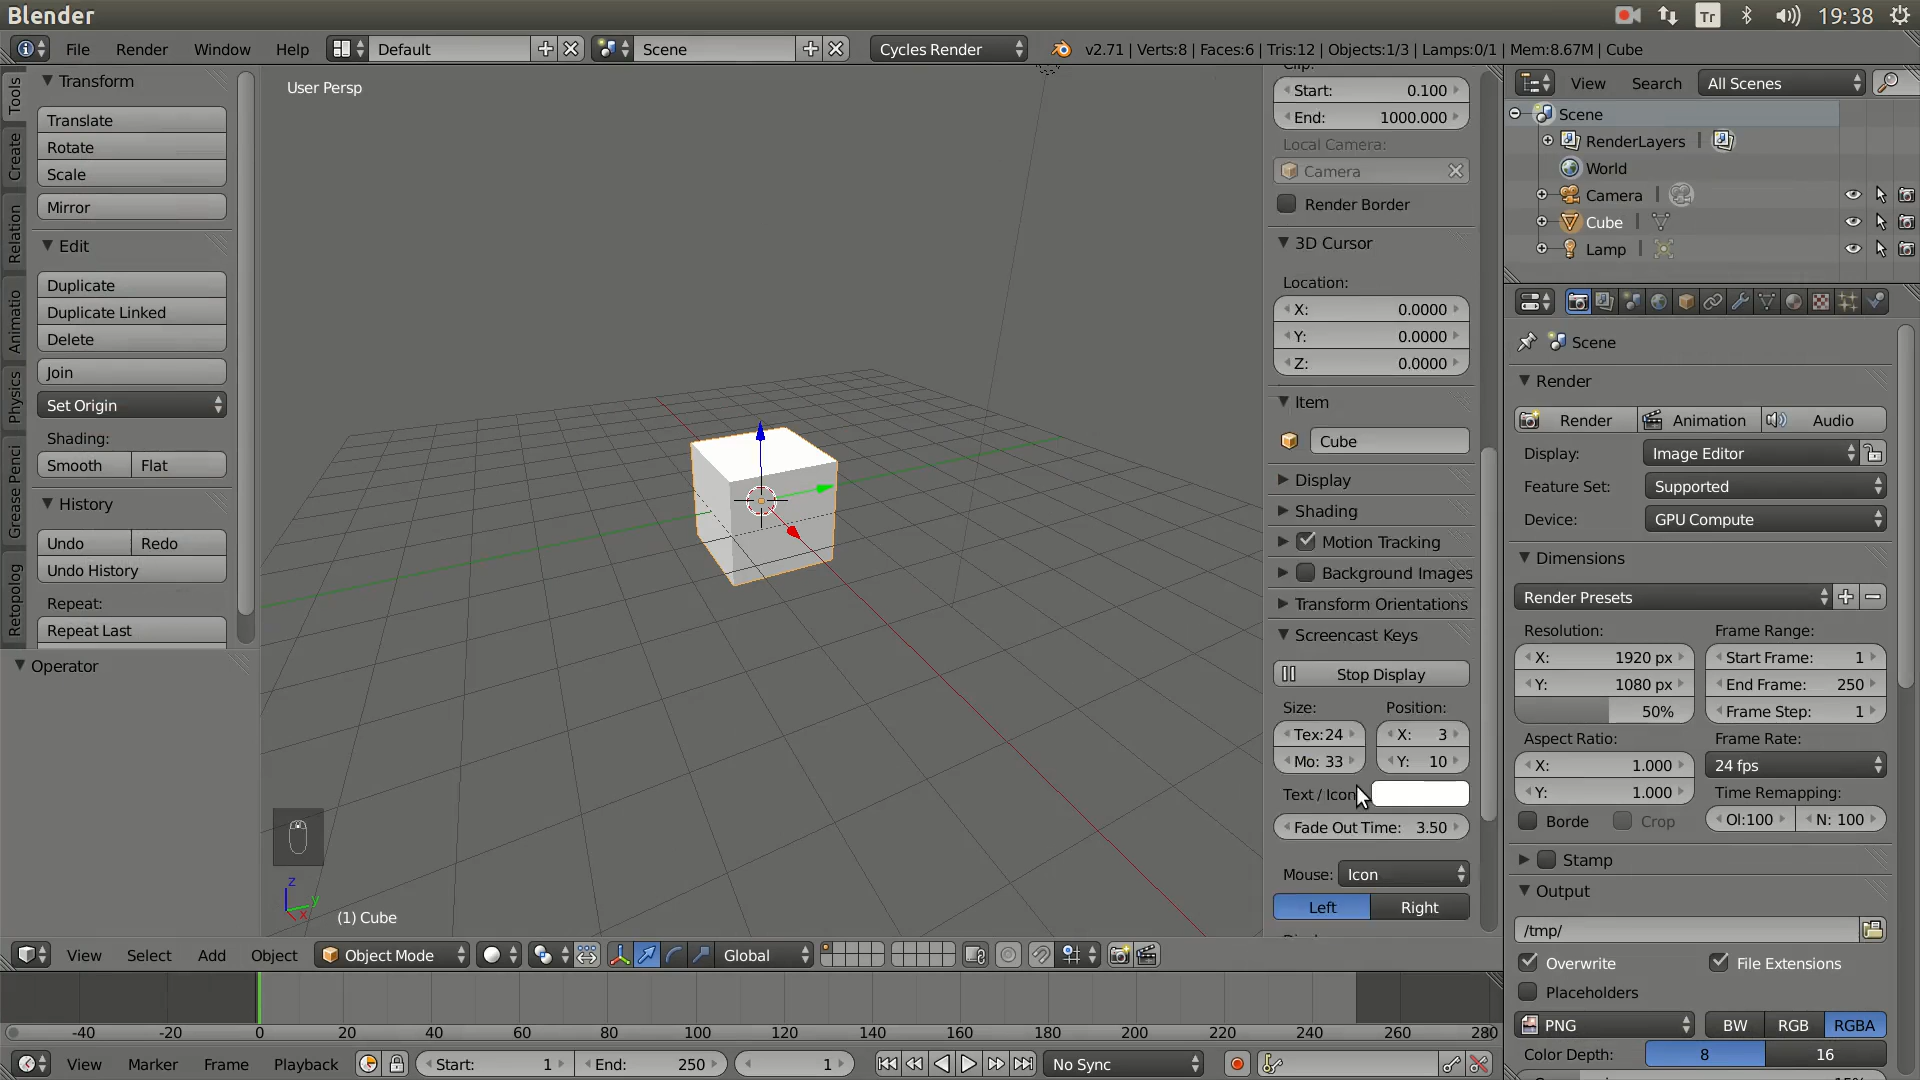 Blender
Tr
19:38
File Render Window Help Default Scene Cycles Render v2.71 | Verts:8 | Faces:6 | Tris:12 | Objects:1/3 | Lamps:0/1 | Mem:8.67M | Cube
Tools
Create
Relation
Animatio
Physics
Grease Penci
Retopolog
Transform
Translate
Rotate
Scale
Mirror
Edit
Duplicate
Duplicate Linked
Delete
Join
Set Origin
Shading:
Smooth Flat
History
Undo Redo
Undo History
Repeat:
Repeat Last
Operator
User Persp
z
y
x
(1) Cube
Clip:
Start: 0.100
End: 1000.000
Local Camera:
Camera
Render Border
3D Cursor
Location:
X: 0.0000
Y: 0.0000
Z: 0.0000
Item
Cube
Display
Shading
Motion Tracking
Background Images
Transform Orientations
Screencast Keys
Stop Display
Size: Position:
Tex:24 X: 3
Mo: 33 Y: 10
Text / Icon
Fade Out Time: 3.50
Mouse: Icon
Left Right
View Search All Scenes
Scene
RenderLayers
World
Camera
Cube
Lamp
Scene
Render
Render Animation Audio
Display: Image Editor
Feature Set: Supported
Device: GPU Compute
Dimensions
Render Presets
Resolution: Frame Range:
X: 1920 px Start Frame: 1
Y: 1080 px End Frame: 250
50% Frame Step: 1
Aspect Ratio: Frame Rate:
X: 1.000 24 fps
Y: 1.000 Time Remapping:
Borde Crop Ol:100 N: 100
Stamp
Output
/tmp/
Overwrite File Extensions
Placeholders
PNG BW RGB RGBA
Color Depth: 8 16
View Select Add Object Object Mode Global
-40 -20 0 20 40 60 80 100 120 140 160 180 200 220 240 260 280
View Marker Frame Playback Start: 1 End: 250 1 No Sync